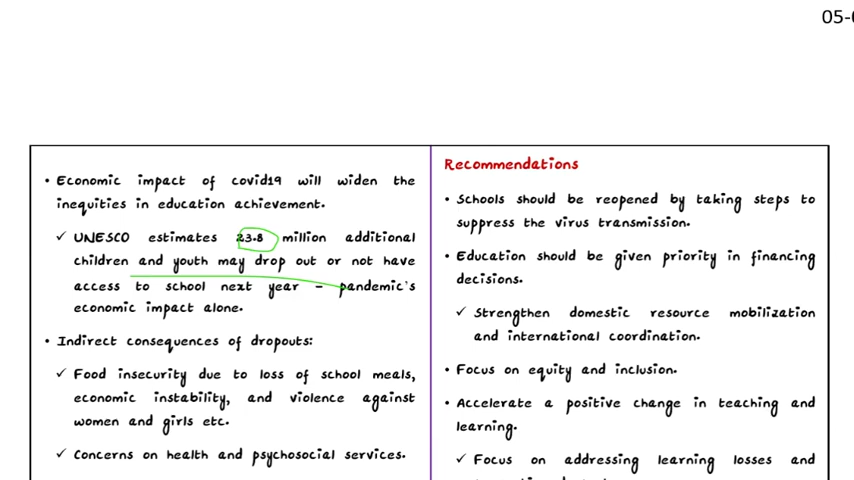 05-
• Economic impact of covid19 will widen the
inequities in education achievement.
✓ UNESCO estimates 23.8 million additional
children and youth may drop out or not have
access to school next year – pandemic's
economic impact alone.
• Indirect consequences of dropouts:
✓ Food insecurity due to loss of school meals,
economic instability, and violence against
women and girls etc.
✓ Concerns on health and psychosocial services.
Recommendations
• Schools should be reopened by taking steps to
suppress the virus transmission.
• Education should be given priority in financing
decisions.
✓ Strengthen domestic resource mobilization
and international coordination.
• Focus on equity and inclusion.
• Accelerate a positive change in teaching and
learning.
✓ Focus on addressing learning losses and